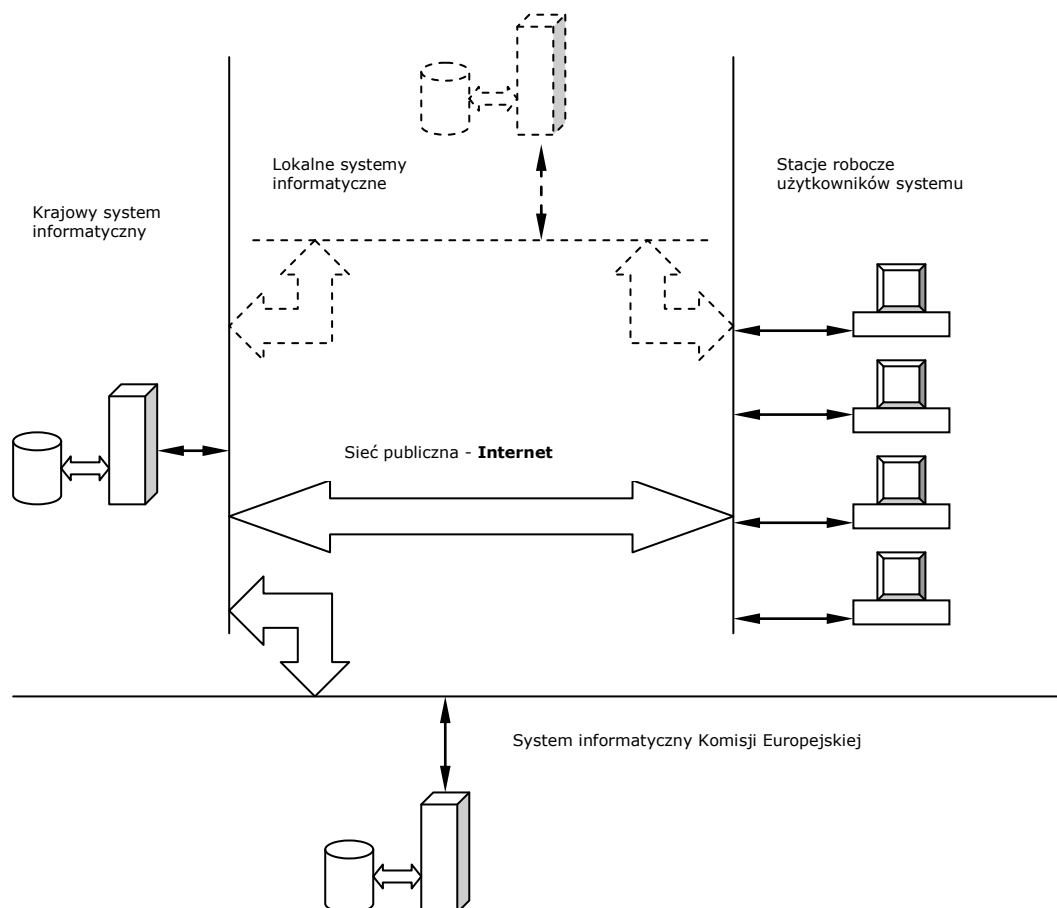 Lokalne systemy
informatyczne
Stacje robocze
użytkowników systemu
Krajowy system
informatyczny
Sieć publiczna - Internet
System informatyczny Komisji Europejskiej